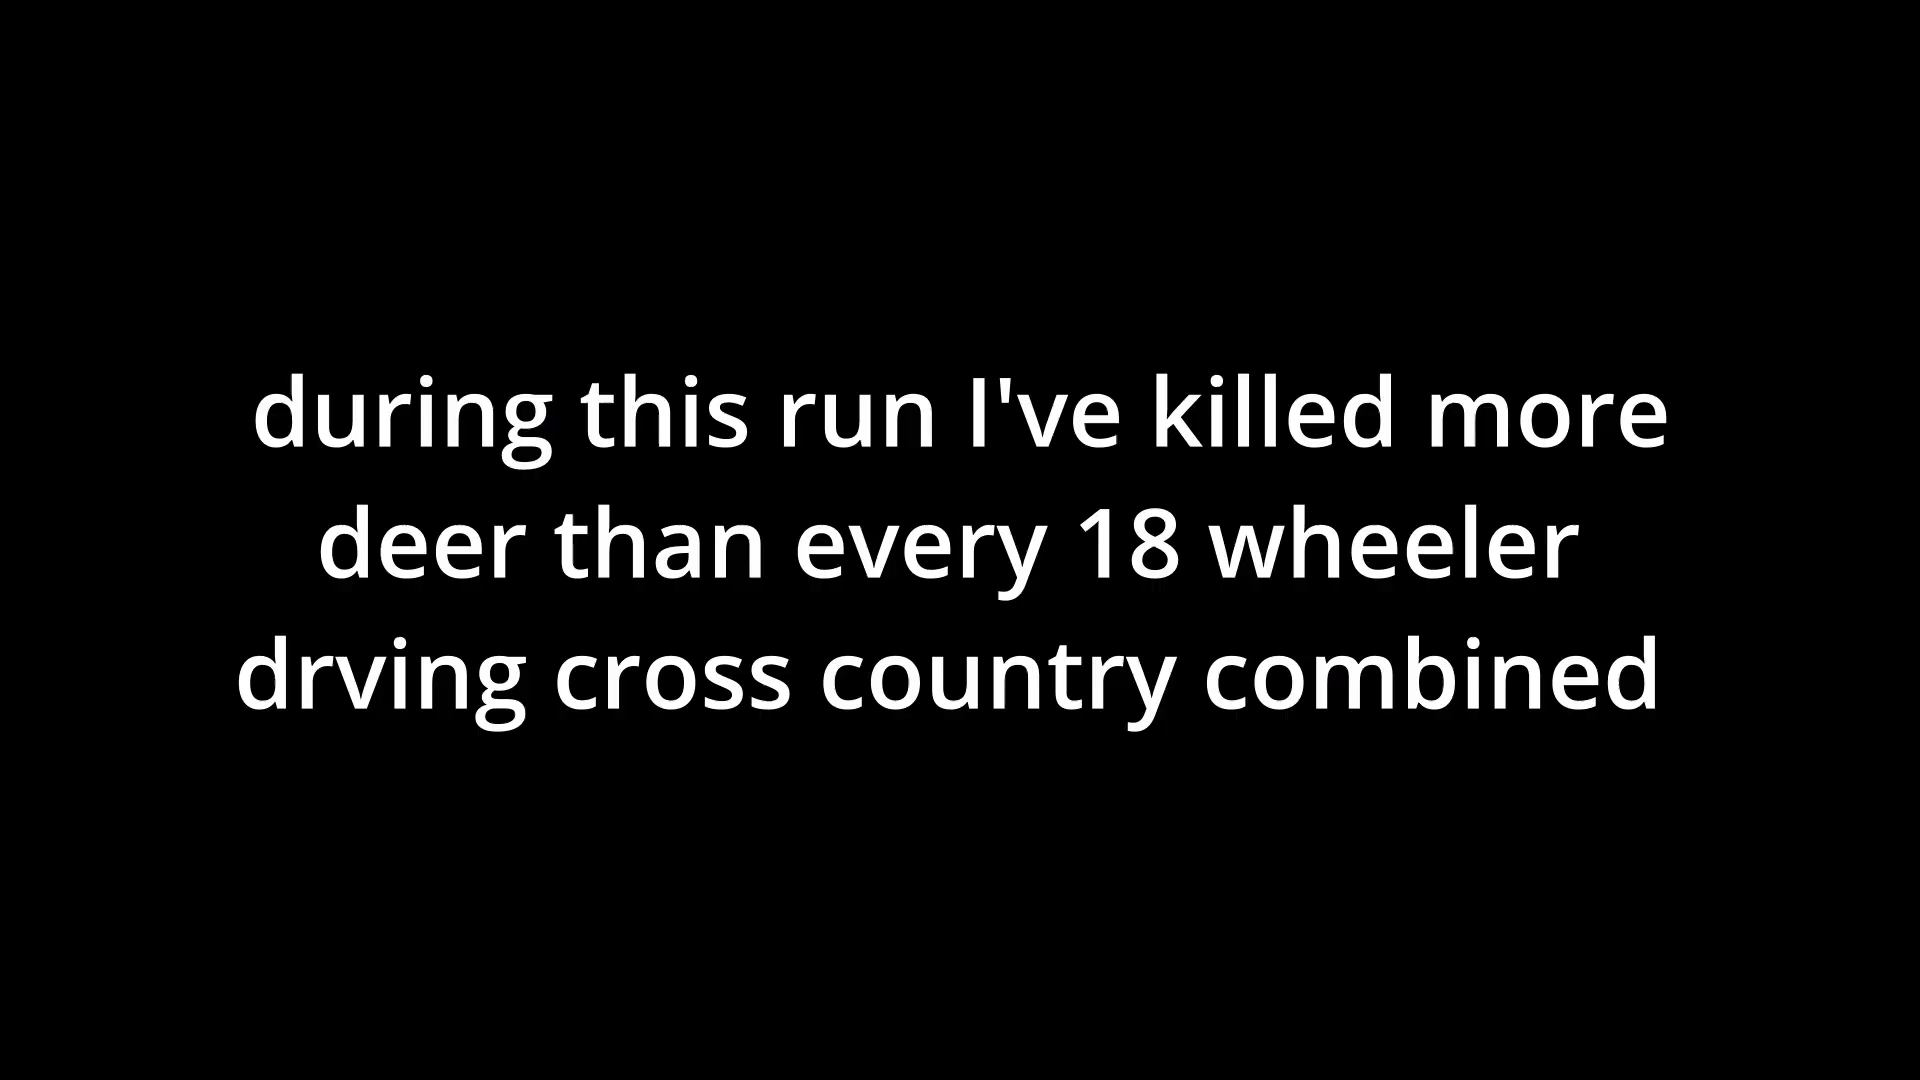 during this run I've killed more
deer than every 18 wheeler
drving cross country combined